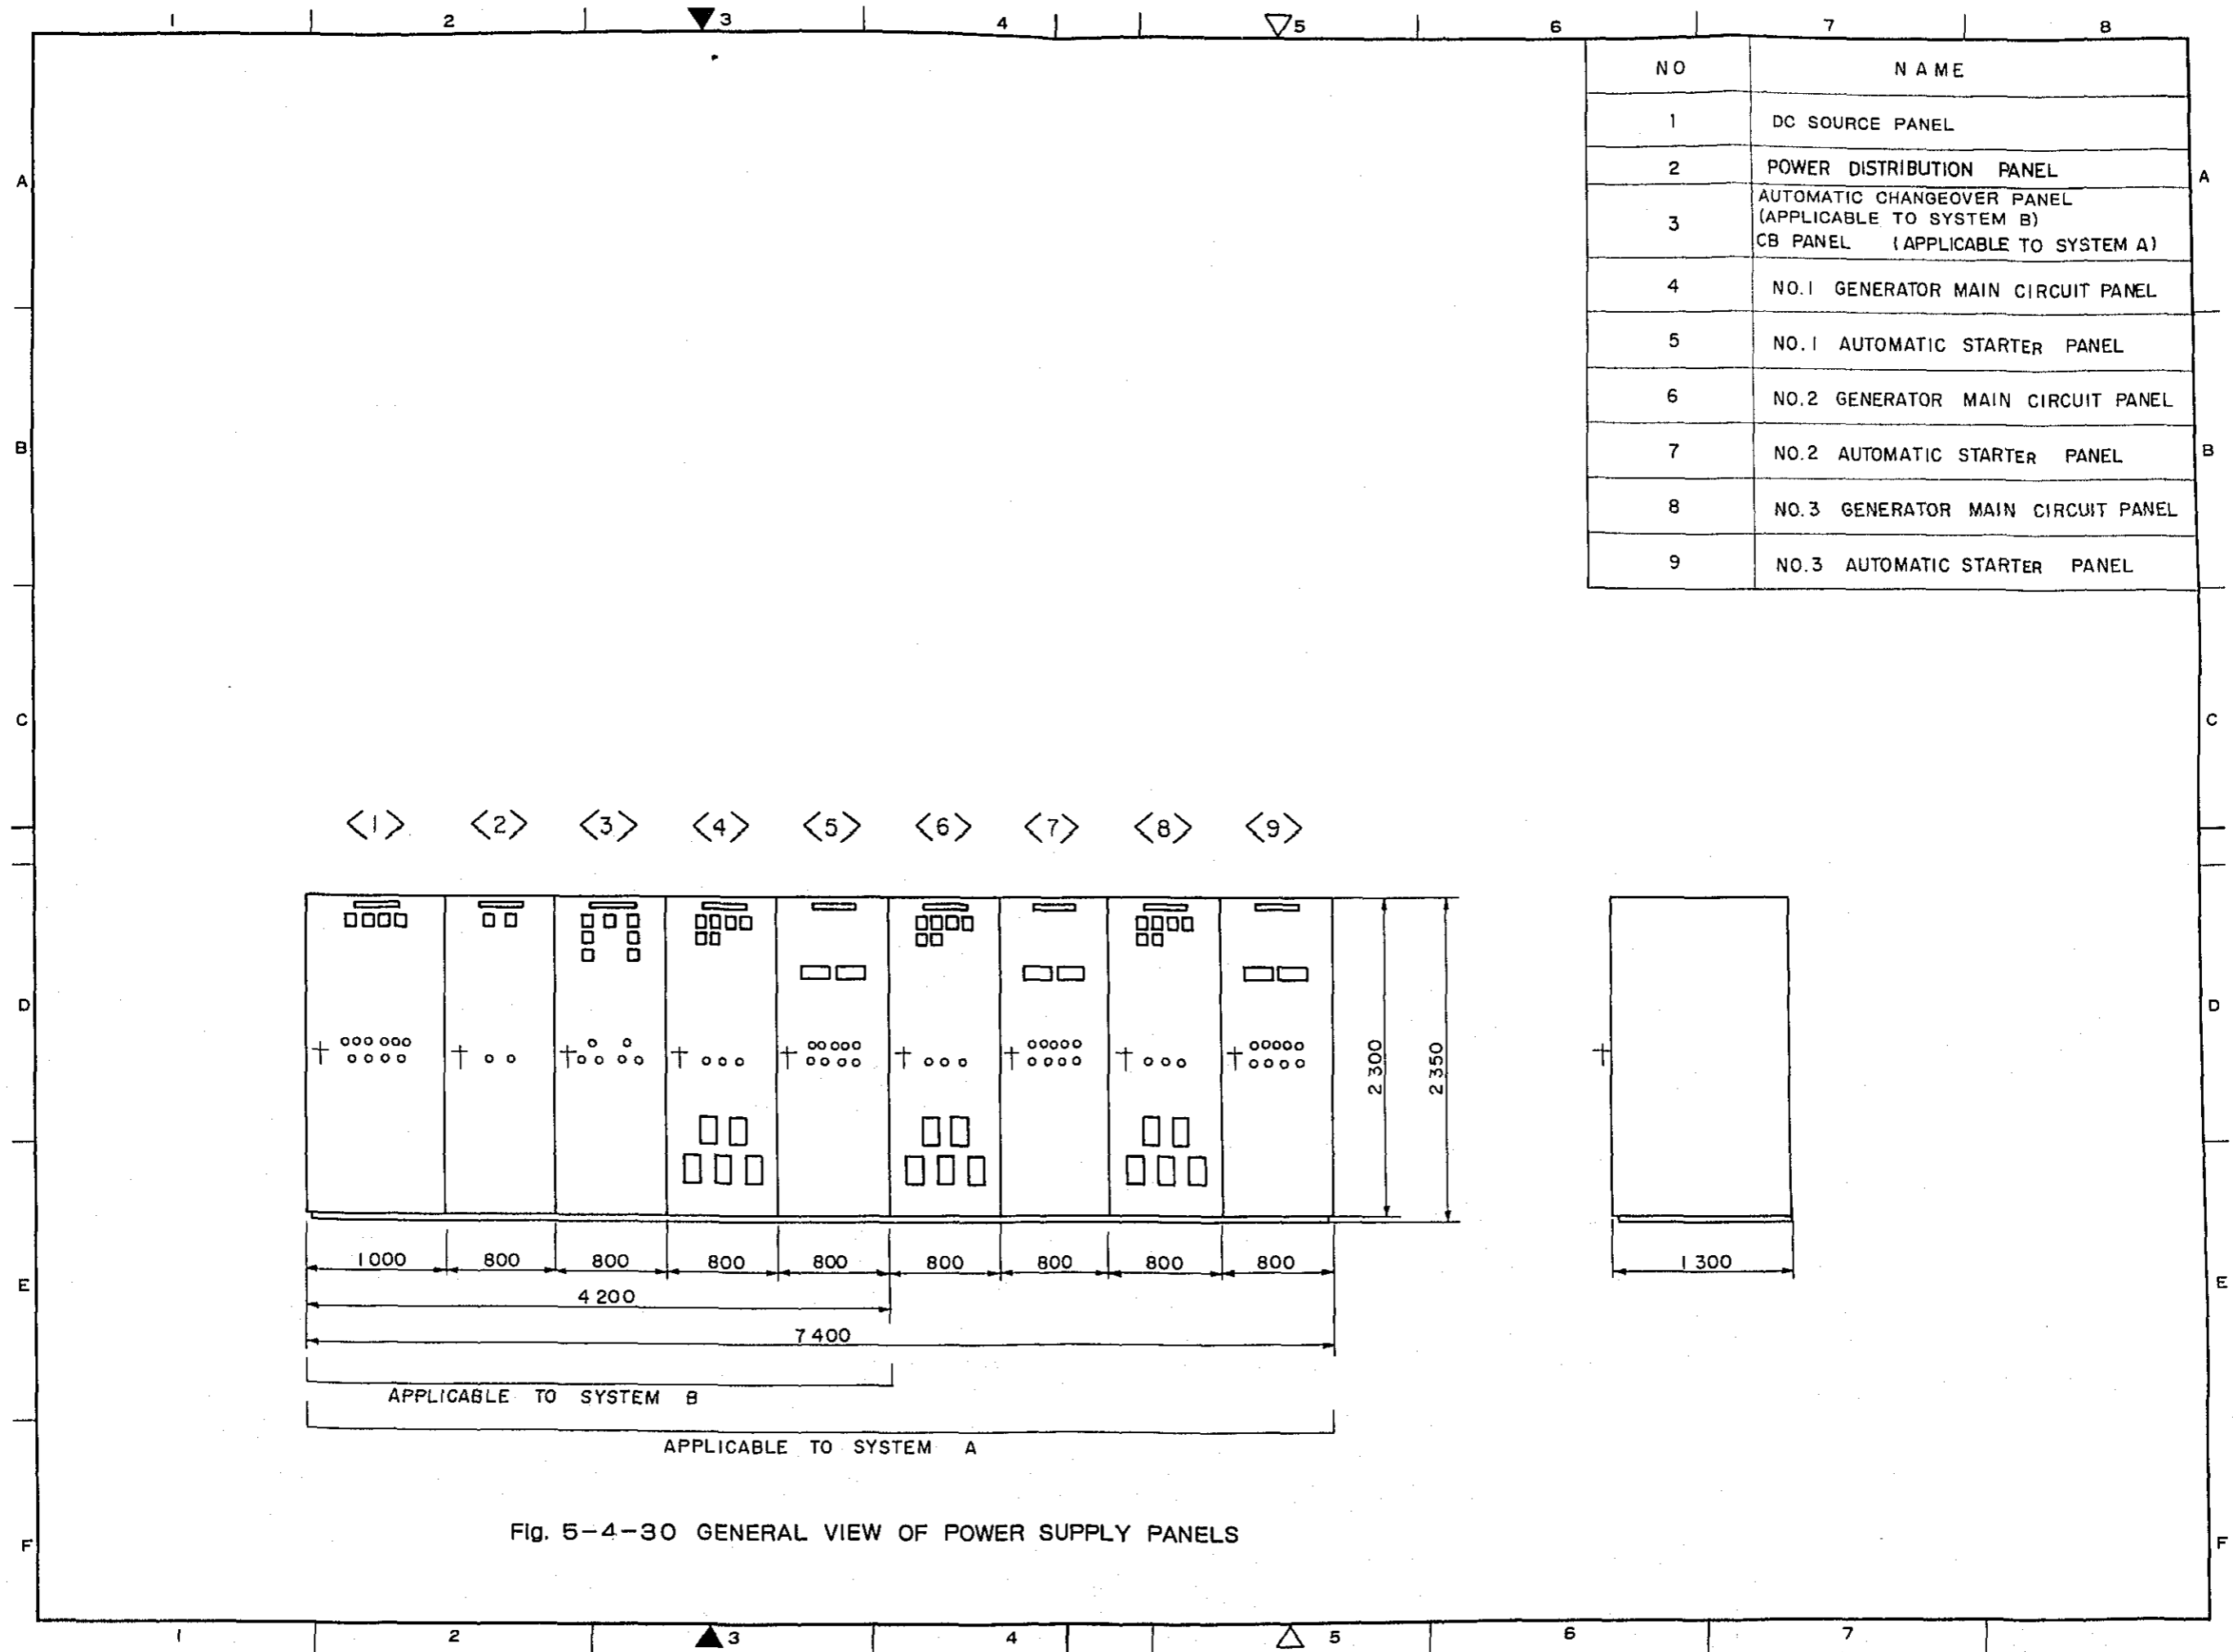 1 2 3 4 5 6 7 8
NO NAME
1 DC SOURCE PANEL
2 POWER DISTRIBUTION PANEL
3 AUTOMATIC CHANGEOVER PANEL
(APPLICABLE TO SYSTEM B)
CB PANEL (APPLICABLE TO SYSTEM A)
4 NO.1 GENERATOR MAIN CIRCUIT PANEL
5 NO.1 AUTOMATIC STARTER PANEL
6 NO.2 GENERATOR MAIN CIRCUIT PANEL
7 NO.2 AUTOMATIC STARTER PANEL
8 NO.3 GENERATOR MAIN CIRCUIT PANEL
9 NO.3 AUTOMATIC STARTER PANEL
A A
B B
C C
<1> <2> <3> <4> <5> <6> <7> <8> <9>
D D
2300
2350
1000 800 800 800 800 800 800 800 800 1300
E E
4200
7400
APPLICABLE TO SYSTEM B
APPLICABLE TO SYSTEM A
Fig. 5-4-30 GENERAL VIEW OF POWER SUPPLY PANELS
F F
1 2 3 4 5 6 7